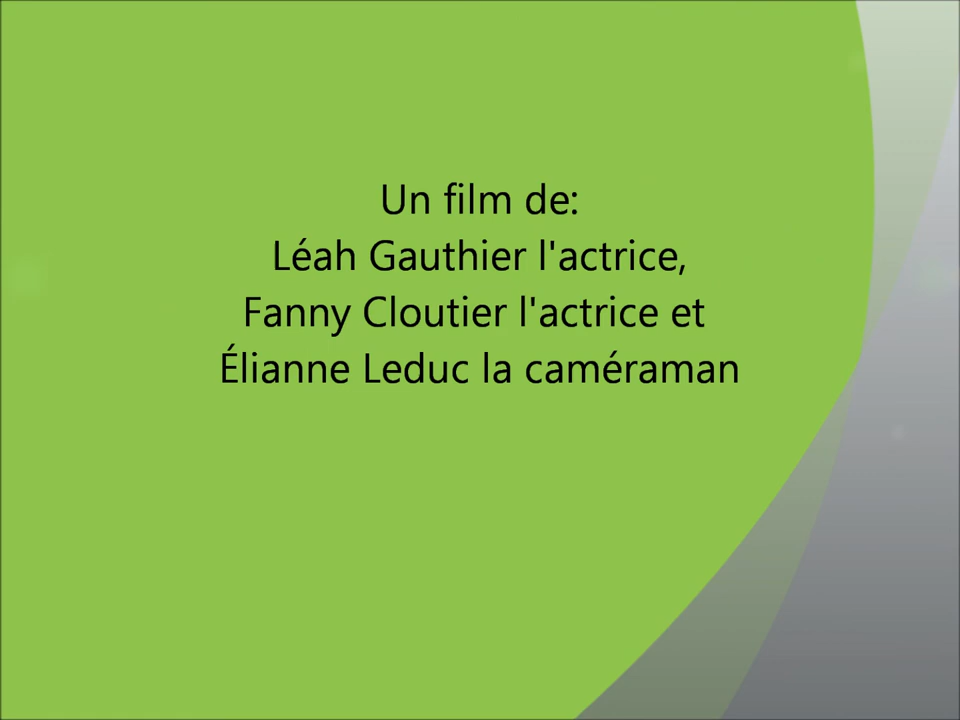 Un film de:
Léah Gauthier l'actrice,
Fanny Cloutier l'actrice et
Élianne Leduc la caméraman